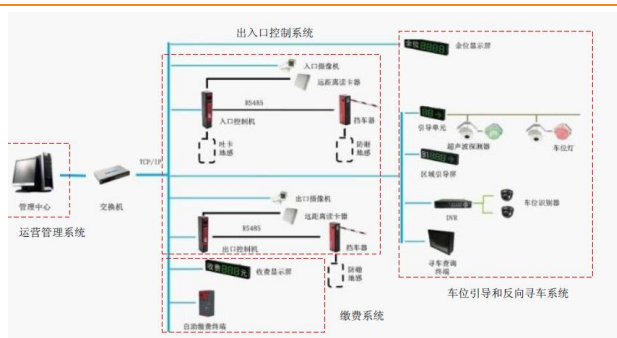 出入口控制系统
余位 8888
余位显示屏
入口摄像机
远距离读卡器
RS485
入口控制机
挡车器
吐卡
地感
防砸
地感
引导单元
超声波探测器
车位灯
区域引导屏
TCP/IP
管理中心
交换机
运营管理系统
出口摄像机
远距离读卡器
RS485
出口控制机
挡车器
防砸
地感
DVR
车位识别器
寻车查询
终端
收费 元
收费显示屏
自助缴费终端
缴费系统
车位引导和反向寻车系统